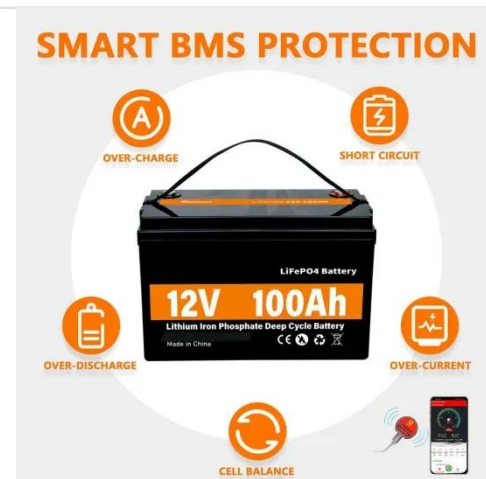 SMART BMS PROTECTION
OVER-CHARGE
SHORT CIRCUIT
LiFePO4 Battery
12V 100Ah
Lithium Iron Phosphate Deep Cycle Battery
Made in China
CE
OVER-DISCHARGE
OVER-CURRENT
CELL BALANCE